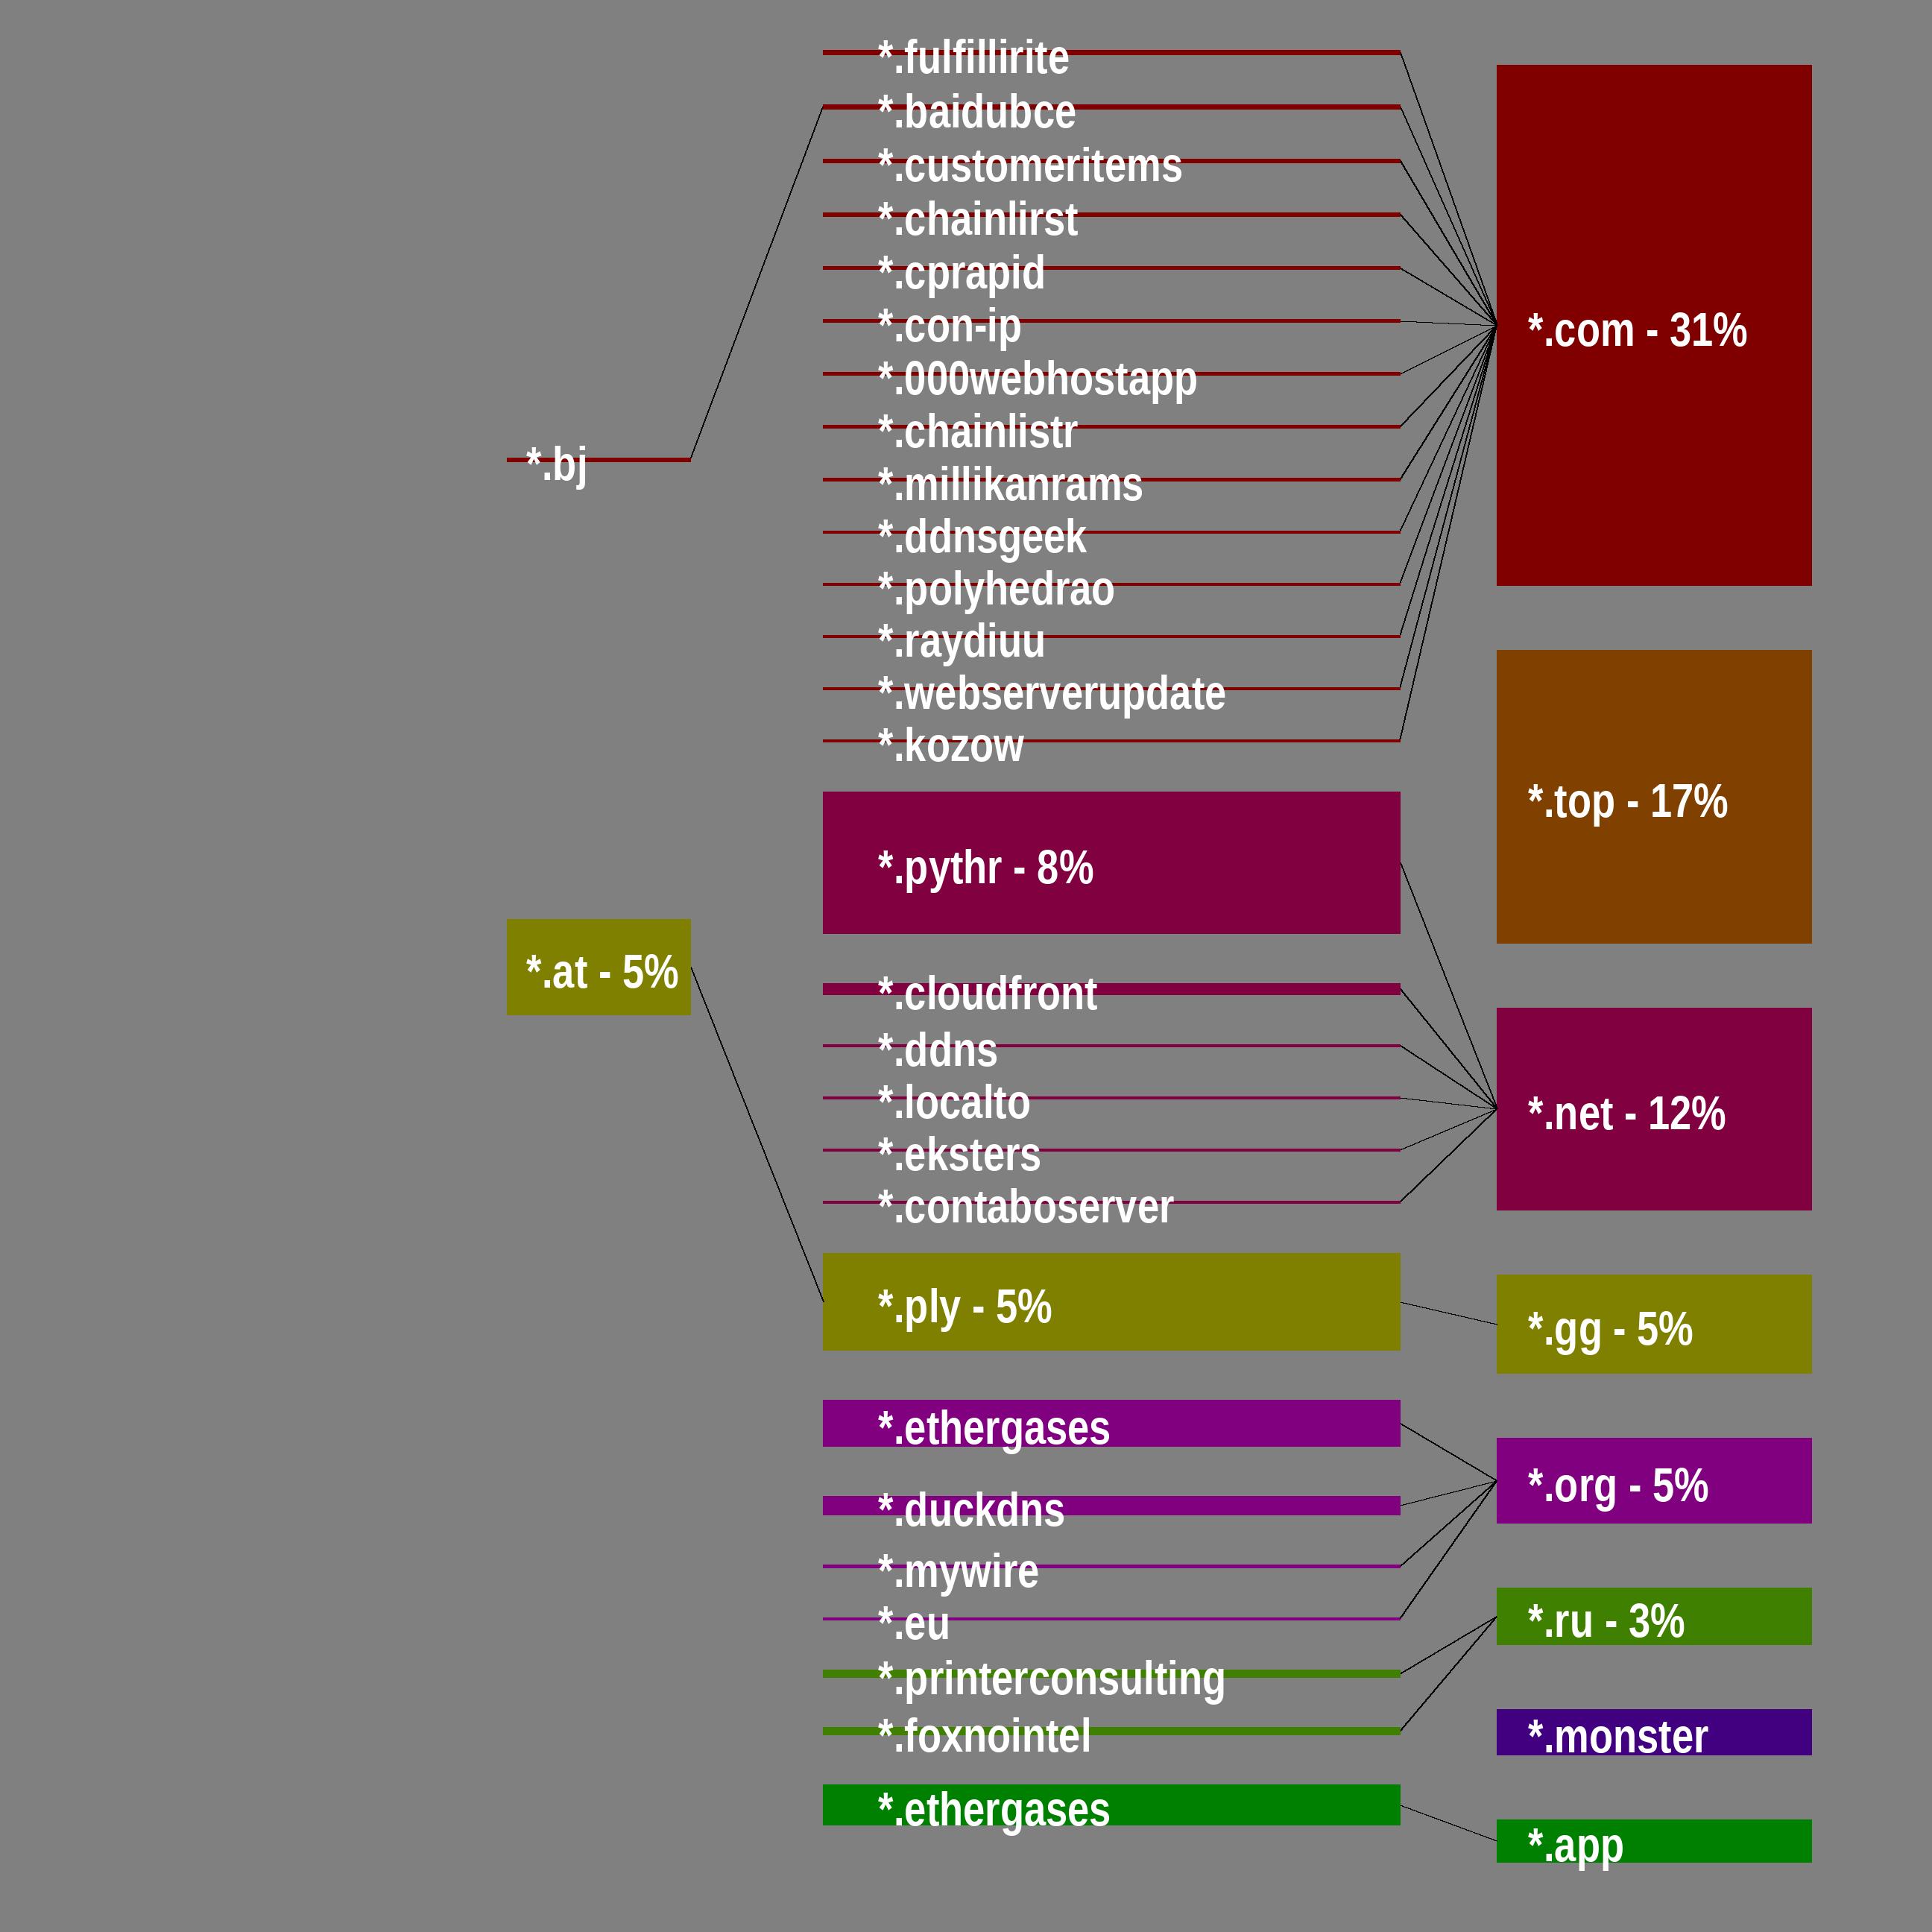 *.bj
*.at - 5%
*.fulfillirite
*.baidubce
*.customeritems
*.chainlirst
*.cprapid
*.con-ip
*.000webhostapp
*.chainlistr
*.millikanrams
*.ddnsgeek
*.polyhedrao
*.raydiuu
*.webserverupdate
*.kozow
*.pythr - 8%
*.cloudfront
*.ddns
*.localto
*.eksters
*.contaboserver
*.ply - 5%
*.ethergases
*.duckdns
*.mywire
*.eu
*.printerconsulting
*.foxnointel
*.ethergases
*.com - 31%
*.top - 17%
*.net - 12%
*.gg - 5%
*.org - 5%
*.ru - 3%
*.monster
*.app